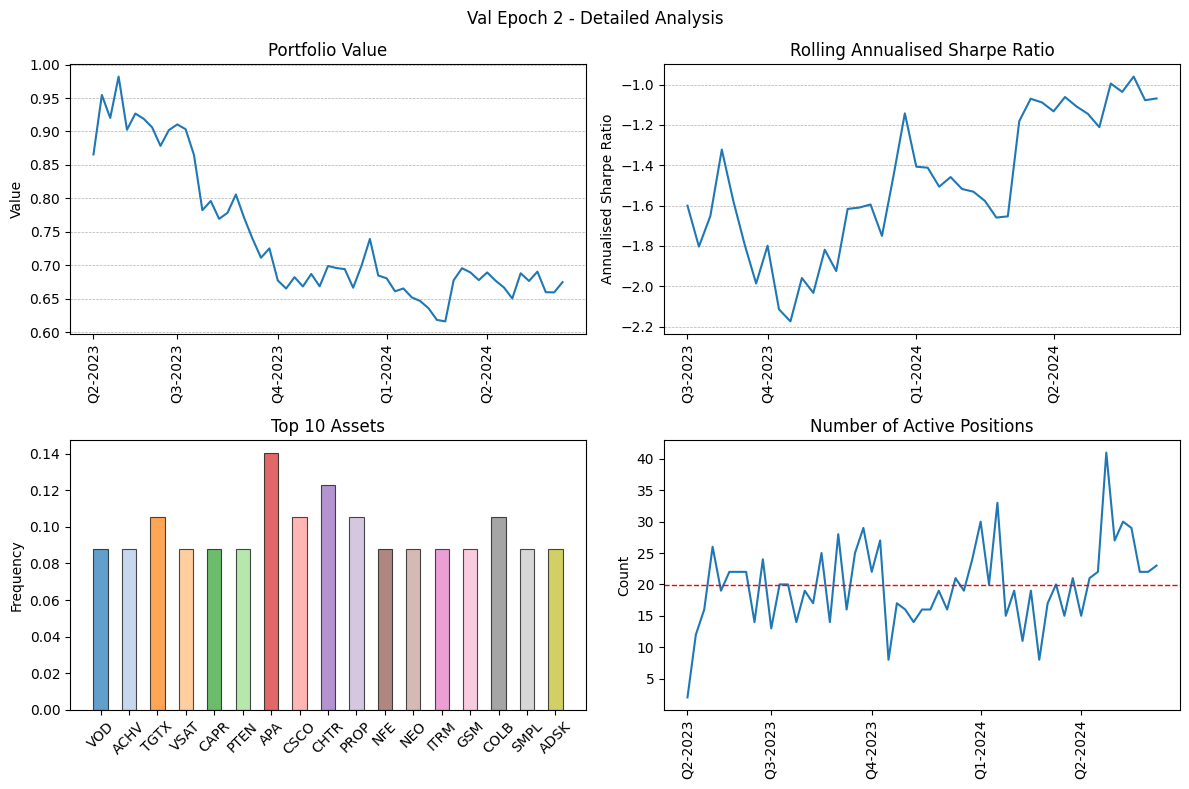 Val Epoch 2 - Detailed Analysis
Portfolio Value
Value
1.00
0.95
0.90
0.85
0.80
0.75
0.70
0.65
0.60
Q2-2023
Q3-2023
Q4-2023
Q1-2024
Q2-2024
Rolling Annualised Sharpe Ratio
Annualised Sharpe Ratio
−1.0
−1.2
−1.4
−1.6
−1.8
−2.0
−2.2
Q3-2023
Q4-2023
Q1-2024
Q2-2024
Top 10 Assets
Frequency
0.14
0.12
0.10
0.08
0.06
0.04
0.02
0.00
VOD
ACHV
TGTX
VSAT
CAPR
PTEN
APA
CSCO
CHTR
PROP
NFE
NEO
ITRM
GSM
COLB
SMPL
ADSK
Number of Active Positions
Count
40
35
30
25
20
15
10
5
Q2-2023
Q3-2023
Q4-2023
Q1-2024
Q2-2024